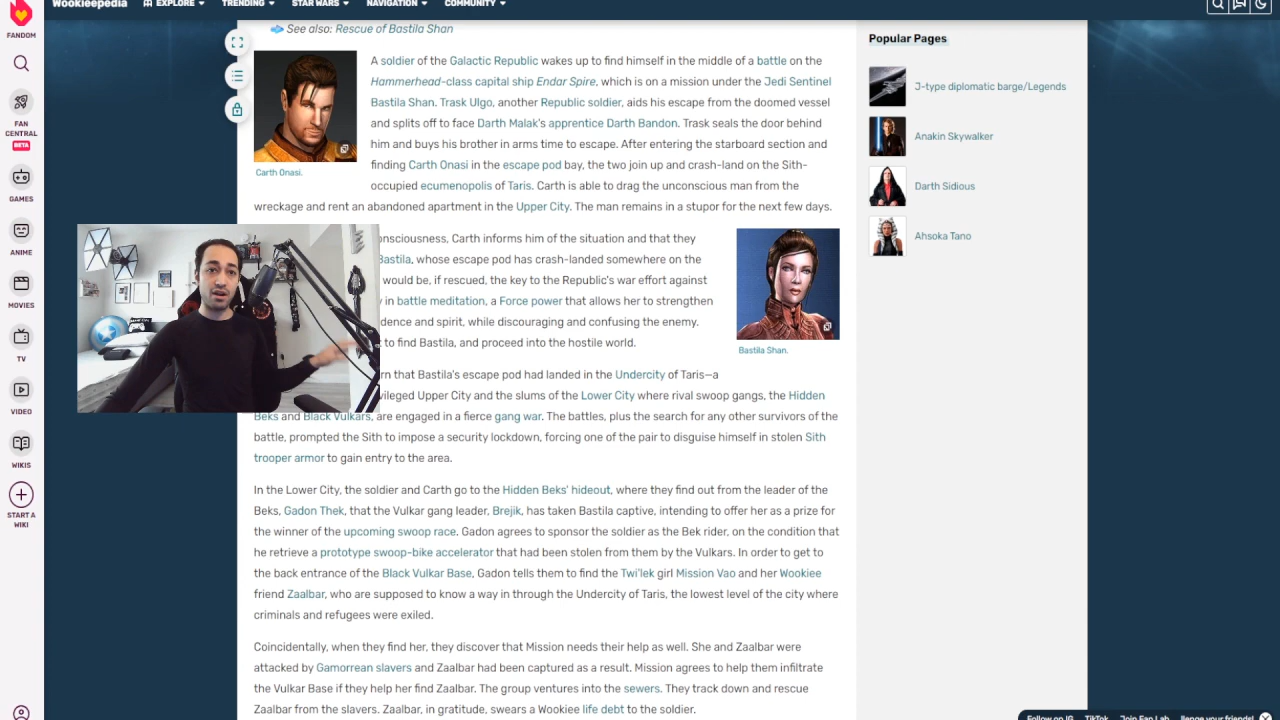 Wookieepedia EXPLORE TRENDING STAR WARS NAVIGATION COMMUNITY
FANDOM
FAN
CENTRAL
BETA
GAMES
ANIME
MOVIES
TV
VIDEO
WIKIS
START A
WIKI
See also: Rescue of Bastila Shan
A soldier of the Galactic Republic wakes up to find himself in the middle of a battle on the
Hammerhead-class capital ship Endar Spire, which is on a mission under the Jedi Sentinel
Bastila Shan. Trask Ulgo, another Republic soldier, aids his escape from the doomed vessel
and splits off to face Darth Malak's apprentice Darth Bandon. Trask seals the door behind
him and buys his brother in arms time to escape. After entering the starboard section and
finding Carth Onasi in the escape pod bay, the two join up and crash-land on the Sith-
occupied ecumenopolis of Taris. Carth is able to drag the unconscious man from the
wreckage and rent an abandoned apartment in the Upper City. The man remains in a stupor for the next few days.
Carth Onasi.
onsciousness, Carth informs him of the situation and that they
Bastila, whose escape pod has crash-landed somewhere on the
would be, if rescued, the key to the Republic's war effort against
y in battle meditation, a Force power that allows her to strengthen
dence and spirit, while discouraging and confusing the enemy.
to find Bastila, and proceed into the hostile world.
Bastila Shan.
rn that Bastila's escape pod had landed in the Undercity of Taris—a
vileged Upper City and the slums of the Lower City where rival swoop gangs, the Hidden
Beks and Black Vulkars, are engaged in a fierce gang war. The battles, plus the search for any other survivors of the
battle, prompted the Sith to impose a security lockdown, forcing one of the pair to disguise himself in stolen Sith
trooper armor to gain entry to the area.
In the Lower City, the soldier and Carth go to the Hidden Beks' hideout, where they find out from the leader of the
Beks, Gadon Thek, that the Vulkar gang leader, Brejik, has taken Bastila captive, intending to offer her as a prize for
the winner of the upcoming swoop race. Gadon agrees to sponsor the soldier as the Bek rider, on the condition that
he retrieve a prototype swoop-bike accelerator that had been stolen from them by the Vulkars. In order to get to
the back entrance of the Black Vulkar Base, Gadon tells them to find the Twi'lek girl Mission Vao and her Wookiee
friend Zaalbar, who are supposed to know a way in through the Undercity of Taris, the lowest level of the city where
criminals and refugees were exiled.
Coincidentally, when they find her, they discover that Mission needs their help as well. She and Zaalbar were
attacked by Gamorrean slavers and Zaalbar had been captured as a result. Mission agrees to help them infiltrate
the Vulkar Base if they help her find Zaalbar. The group ventures into the sewers. They track down and rescue
Zaalbar from the slavers. Zaalbar, in gratitude, swears a Wookiee life debt to the soldier.
Popular Pages
J-type diplomatic barge/Legends
Anakin Skywalker
Darth Sidious
Ahsoka Tano
Follow on IG TikTok Join Fan Lab llenge your friends!